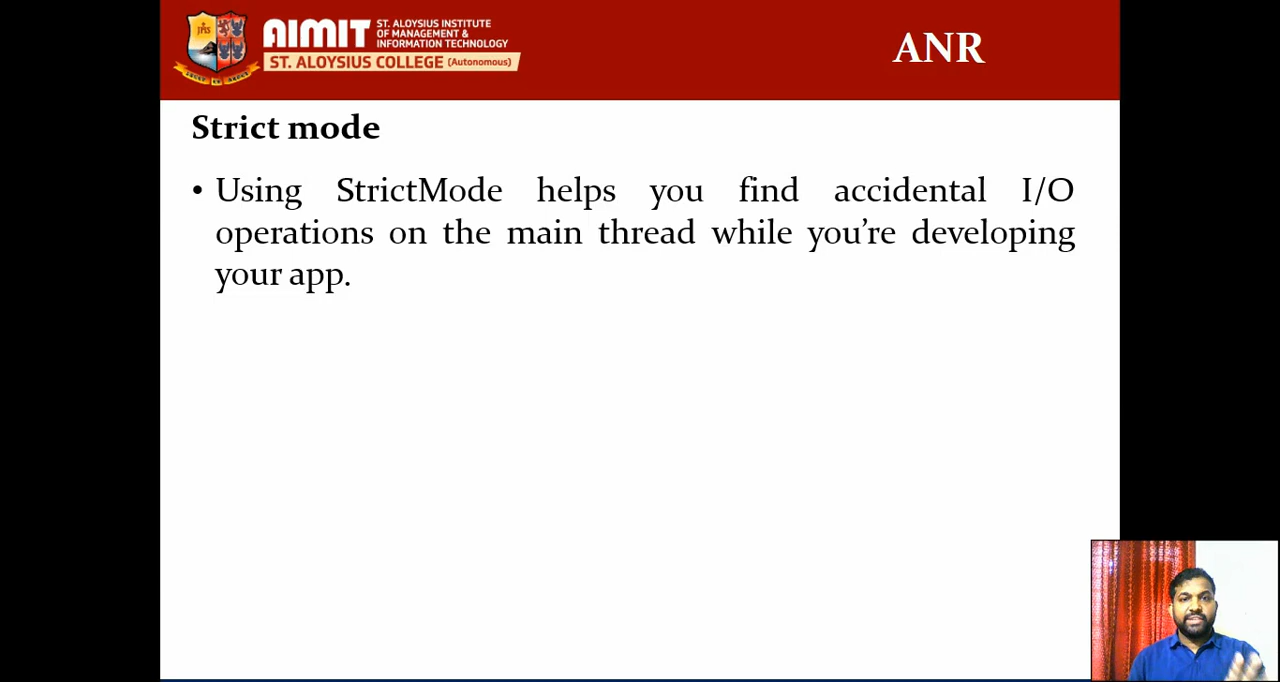 AIMIT
ST. ALOYSIUS INSTITUTE
OF MANAGEMENT &
INFORMATION TECHNOLOGY
ST. ALOYSIUS COLLEGE (Autonomous)
ANR
Strict mode
• Using StrictMode helps you find accidental I/O
operations on the main thread while you’re developing
your app.